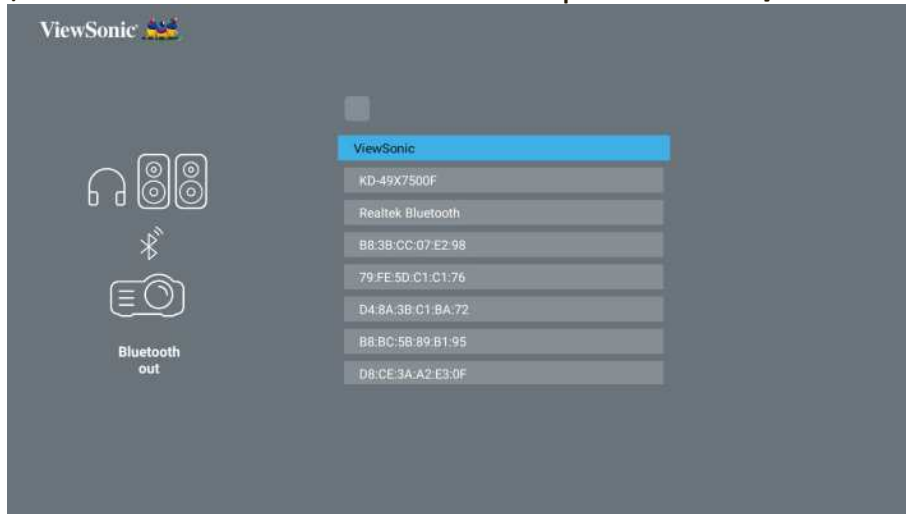 ViewSonic
ViewSonic
KD-49X7500F
Realtek Bluetooth
B8:3B:CC:07:E2:98
79:FE:5D:C1:C1:76
D4:8A:3B:C1:BA:72
B8:BC:5B:89:B1:95
D8:CE:3A:A2:E3:0F
Bluetooth
out